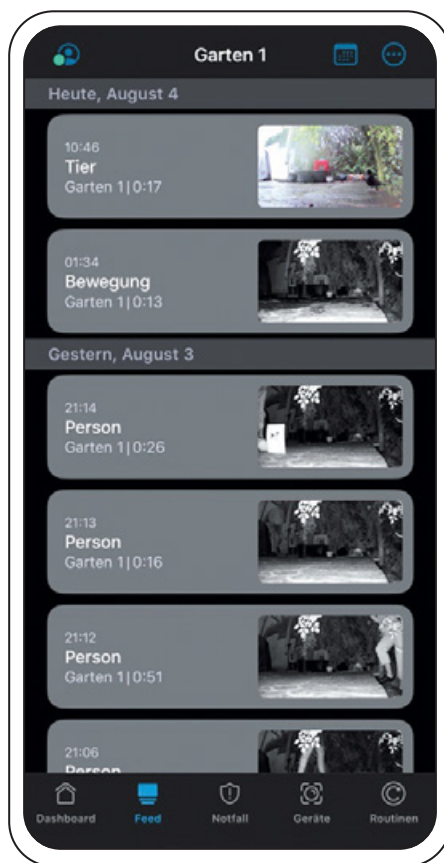 Garten 1
Heute, August 4
10:46
Tier
Garten 1|0:17
01:34
Bewegung
Garten 1|0:13
Gestern, August 3
21:14
Person
Garten 1|0:26
21:13
Person
Garten 1|0:16
21:12
Person
Garten 1|0:51
21:06
Person
Dashboard
Feed
Notfall
Geräte
Routinen